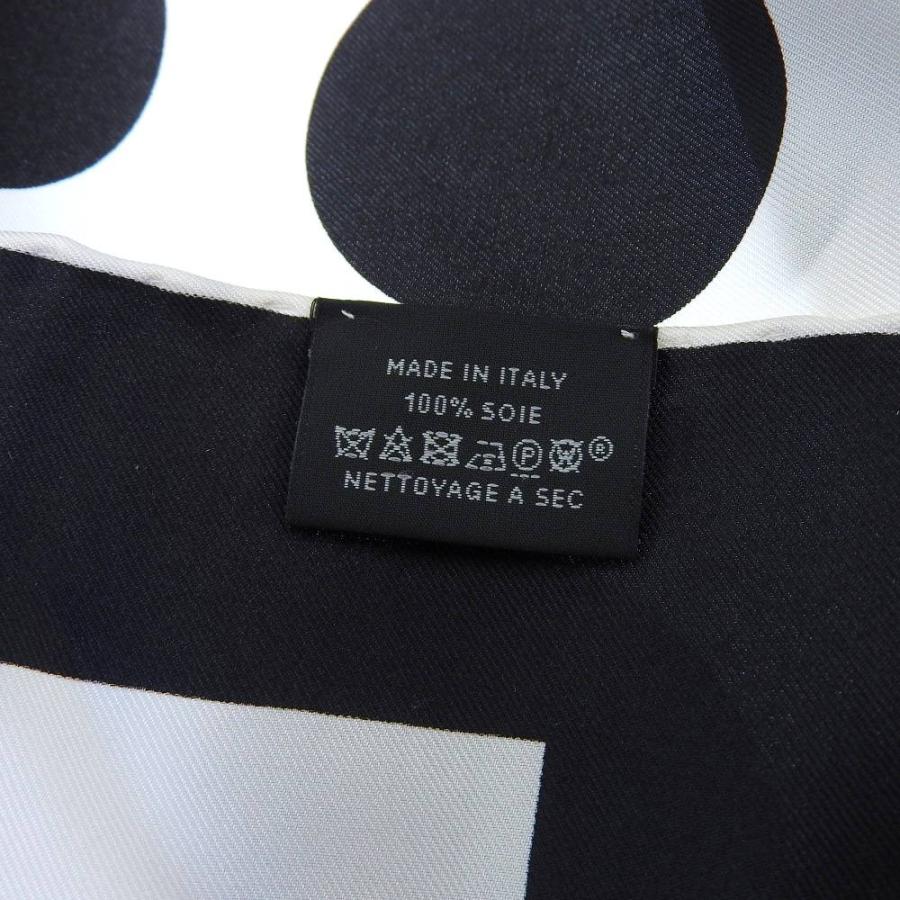 MADE IN ITALY
100% SOIE
P W ®
NETTOYAGE A SEC